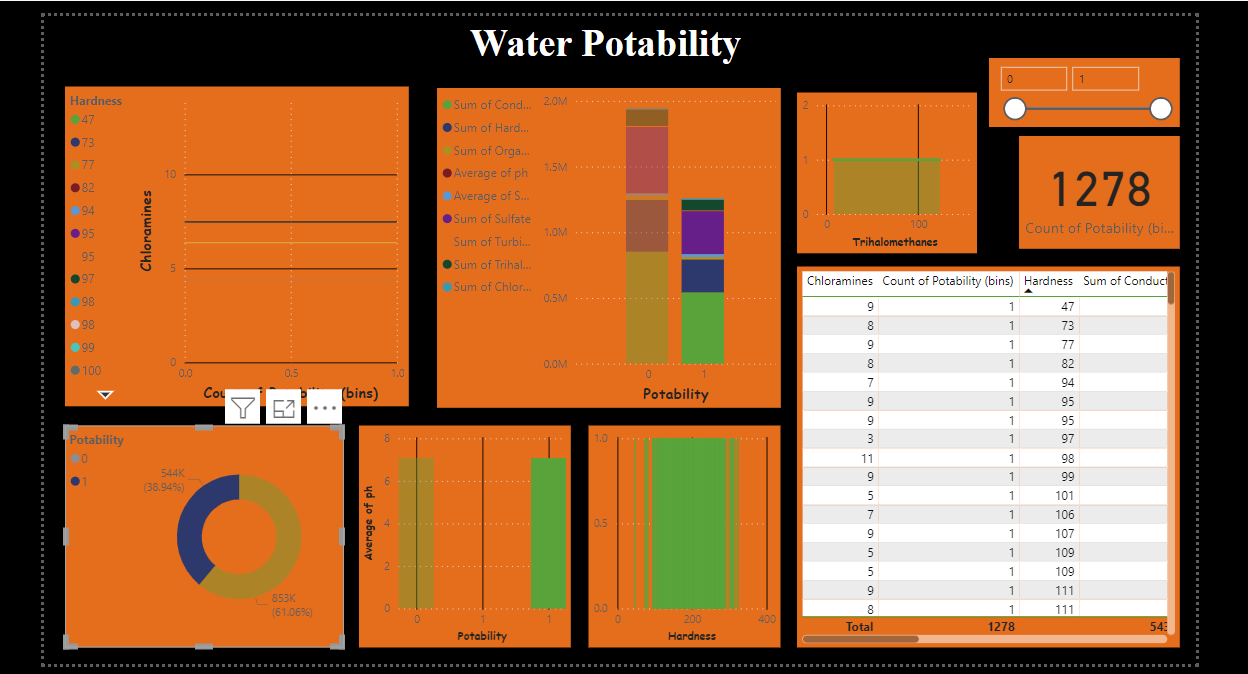 Water Potability
Hardness
47
73
77
82
94
95
95
97
98
98
99
100
Chloramines
10
5
0
0.0 0.5 1.0
(bins)
Sum of Cond...
Sum of Hard...
Sum of Orga...
Average of ph
Average of S...
Sum of Sulfate
Sum of Turbi...
Sum of Trihal...
Sum of Chlor...
2.0M
1.5M
1.0M
0.5M
0.0M
0 1
Potability
2
1
0
0 100
Trihalomethanes
0 1
1278
Count of Potability (bi...
Potability
0
1
544K
(38.94%)
853K
(61.06%)
Average of ph
8
6
4
2
0
0 1 1
Potability
1.0
0.5
0.0
0 200 400
Hardness
Chloramines Count of Potability (bins) Hardness Sum of Conduct
9 1 47
8 1 73
9 1 77
8 1 82
7 1 94
9 1 95
9 1 95
3 1 97
11 1 98
9 1 99
5 1 101
7 1 106
9 1 107
5 1 109
5 1 109
9 1 111
8 1 111
Total 1278 543